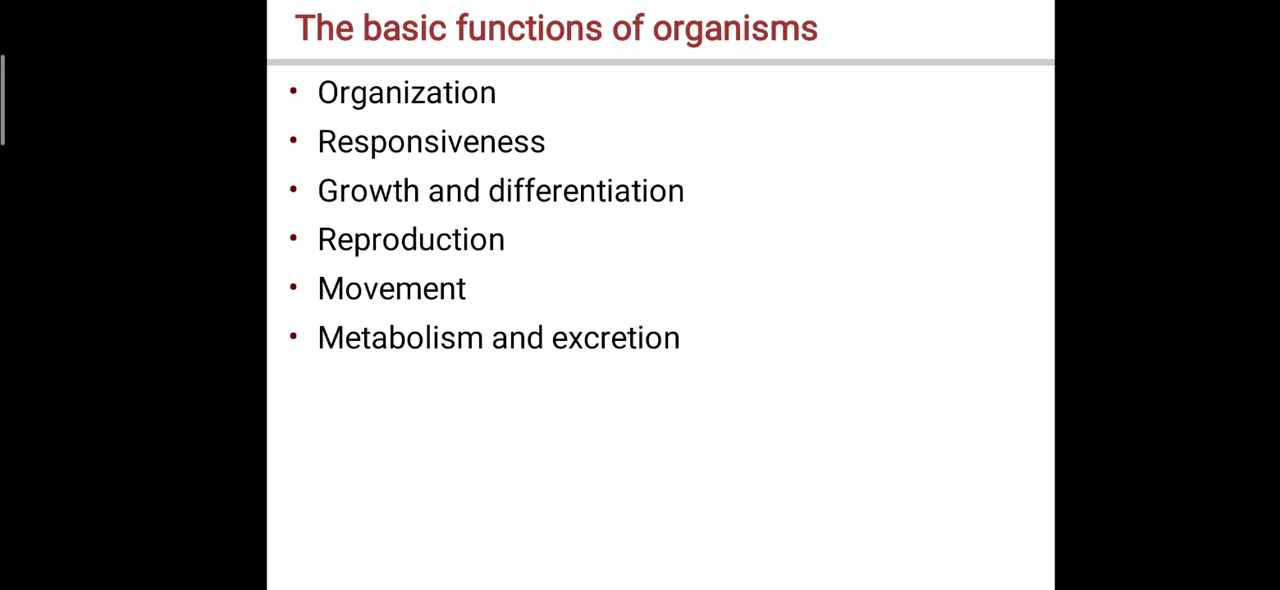 The basic functions of organisms
• Organization
• Responsiveness
• Growth and differentiation
• Reproduction
• Movement
• Metabolism and excretion